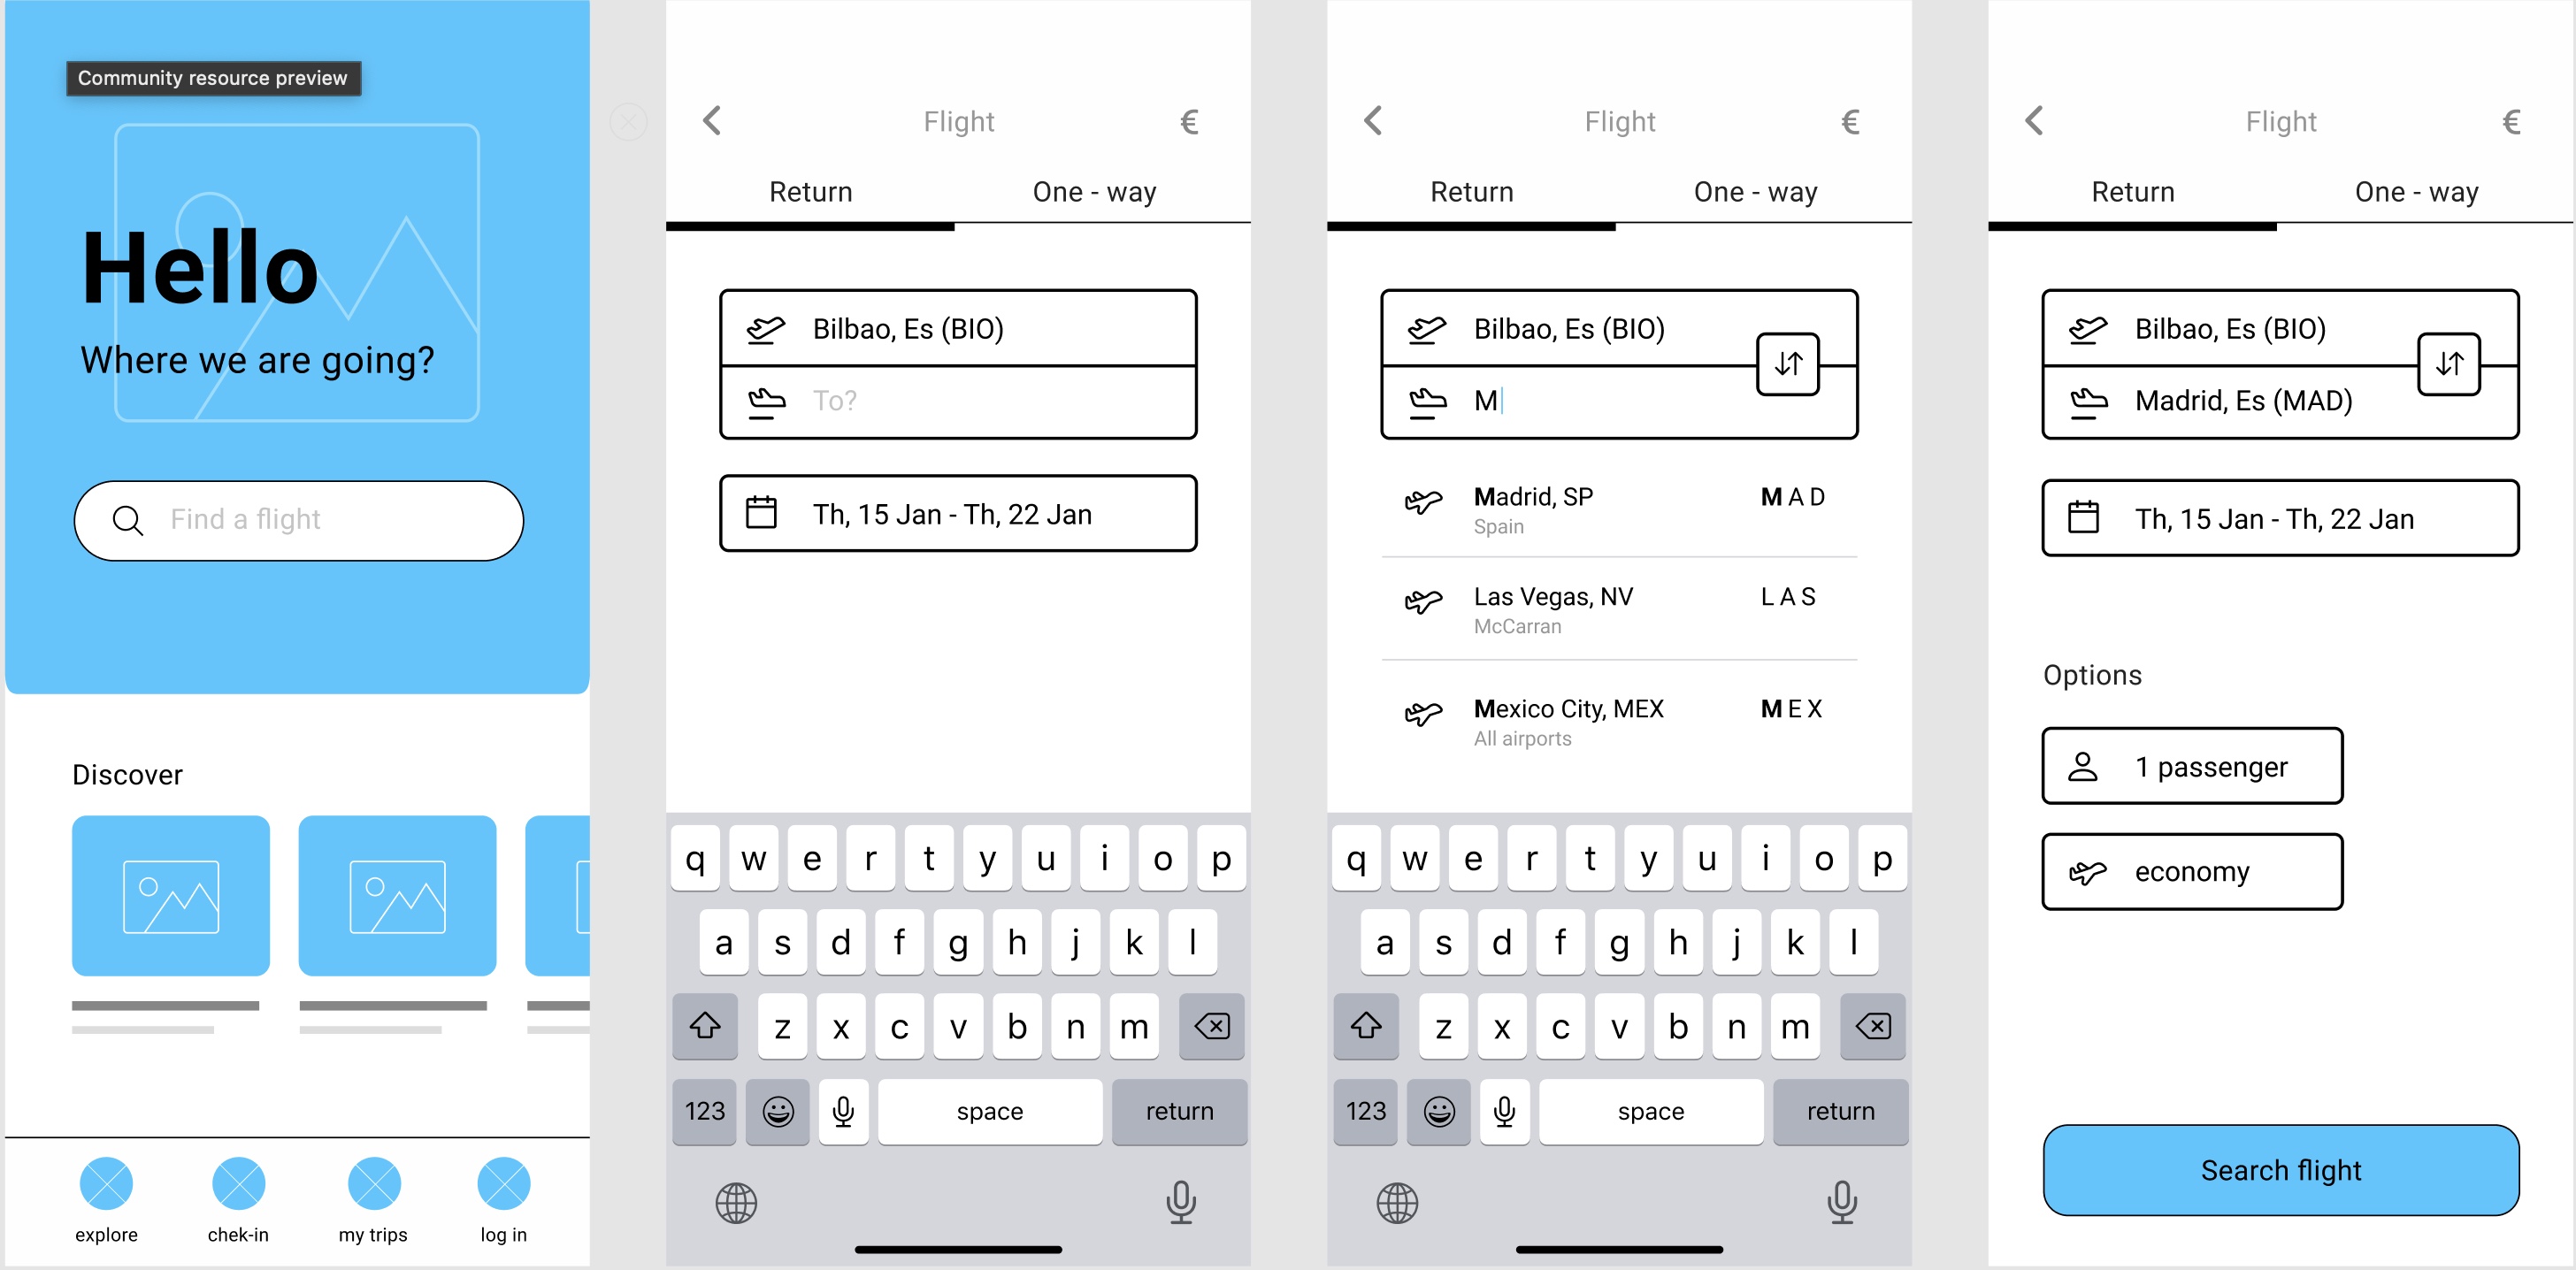 Community resource preview
Hello
Where we are going?
Find a flight
Discover
explore
chek-in
my trips
log in
Flight
€
Return
One - way
Bilbao, Es (BIO)
To?
Th, 15 Jan - Th, 22 Jan
q w e r t y u i o p
a s d f g h j k l
z x c v b n m
123
space
return
Flight
€
Return
One - way
Bilbao, Es (BIO)
M
Madrid, SP
M A D
Spain
Las Vegas, NV
L A S
McCarran
Mexico City, MEX
M E X
All airports
q w e r t y u i o p
a s d f g h j k l
z x c v b n m
123
space
return
Flight
€
Return
One - way
Bilbao, Es (BIO)
Madrid, Es (MAD)
Th, 15 Jan - Th, 22 Jan
Options
1 passenger
economy
Search flight